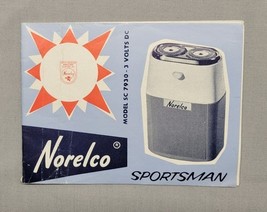 MODEL SC 7930 - 3 VOLTS DC
Norelco
Norelco ®
SPORTSMAN